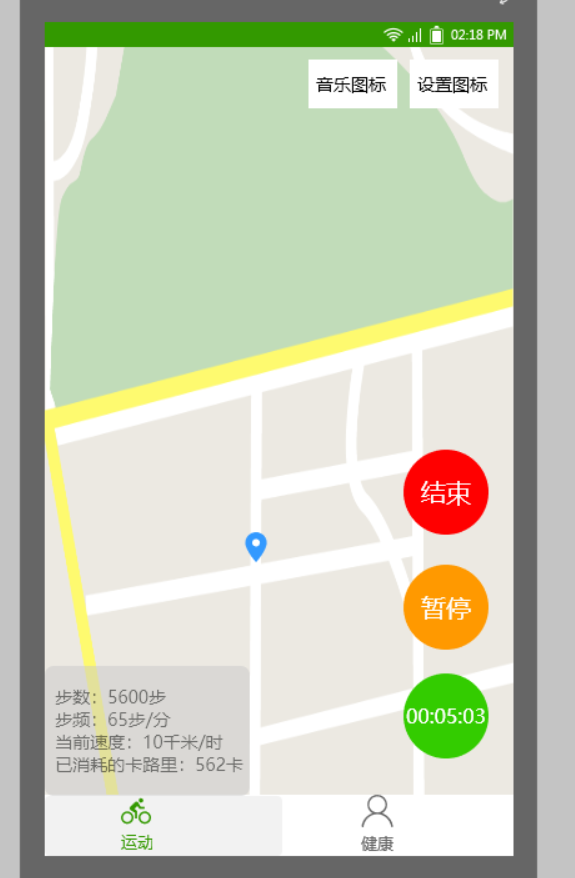 02:18 PM
音乐图标 设置图标
结束
暂停
00:05:03
步数：5600步
步频：65步/分
当前速度：10千米/时
已消耗的卡路里：562卡
运动 健康